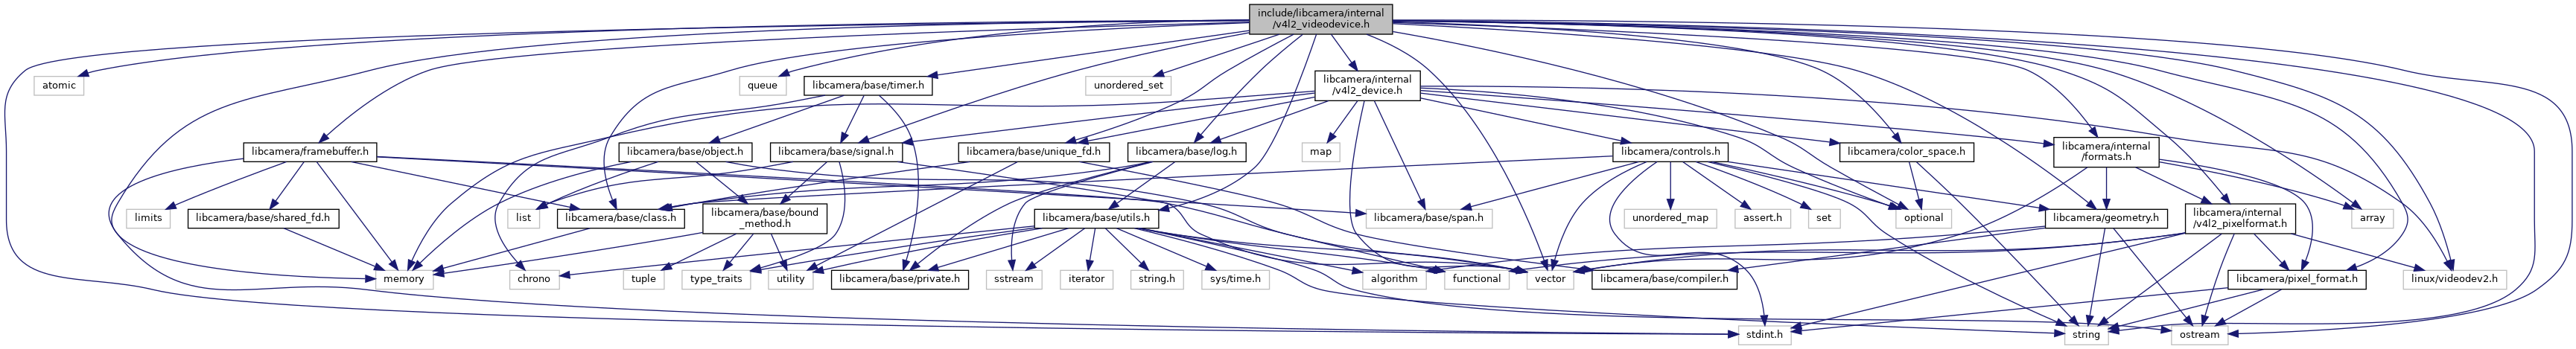 include/libcamera/internal
/v4l2_videodevice.h
atomic
queue
libcamera/base/timer.h
unordered_set
libcamera/internal
/v4l2_device.h
libcamera/framebuffer.h
libcamera/base/object.h
libcamera/base/signal.h
libcamera/base/unique_fd.h
libcamera/base/log.h
map
libcamera/controls.h
libcamera/color_space.h
libcamera/internal
/formats.h
limits
libcamera/base/shared_fd.h
list
libcamera/base/class.h
libcamera/base/bound
_method.h
libcamera/base/utils.h
libcamera/base/span.h
unordered_map
assert.h
set
optional
libcamera/geometry.h
libcamera/internal
/v4l2_pixelformat.h
array
memory
chrono
tuple
type_traits
utility
libcamera/base/private.h
sstream
iterator
string.h
sys/time.h
algorithm
functional
vector
libcamera/base/compiler.h
libcamera/pixel_format.h
linux/videodev2.h
stdint.h
string
ostream